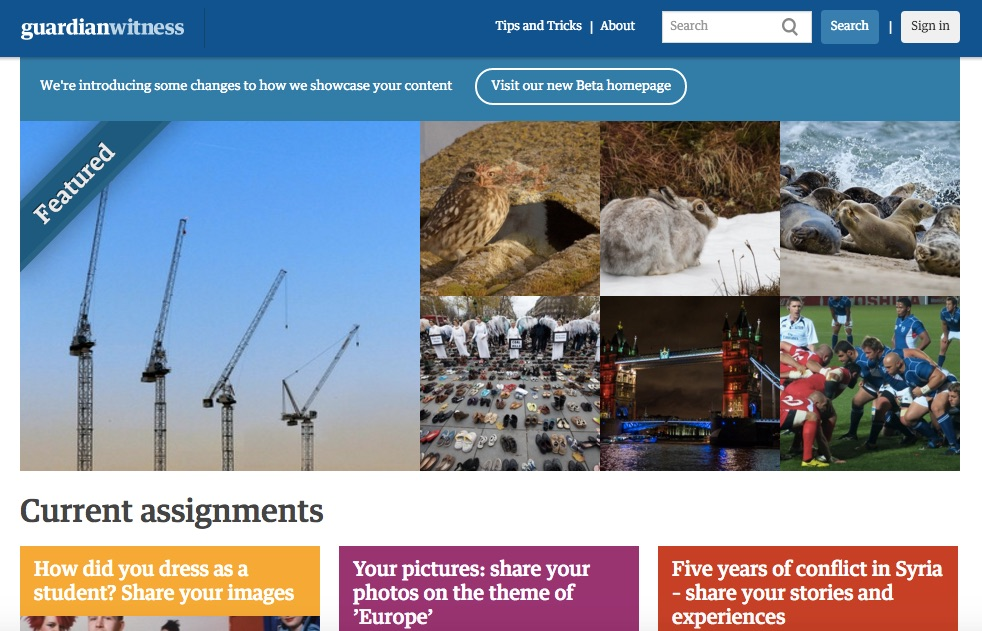 guardianwitness
Tips and Tricks | About
Search
Search
|
Sign in
We're introducing some changes to how we showcase your content
Visit our new Beta homepage
Featured
TOSHIBA
Current assignments
How did you dress as a
student? Share your images
Your pictures: share your
photos on the theme of
’Europe’
Five years of conflict in Syria
- share your stories and
experiences